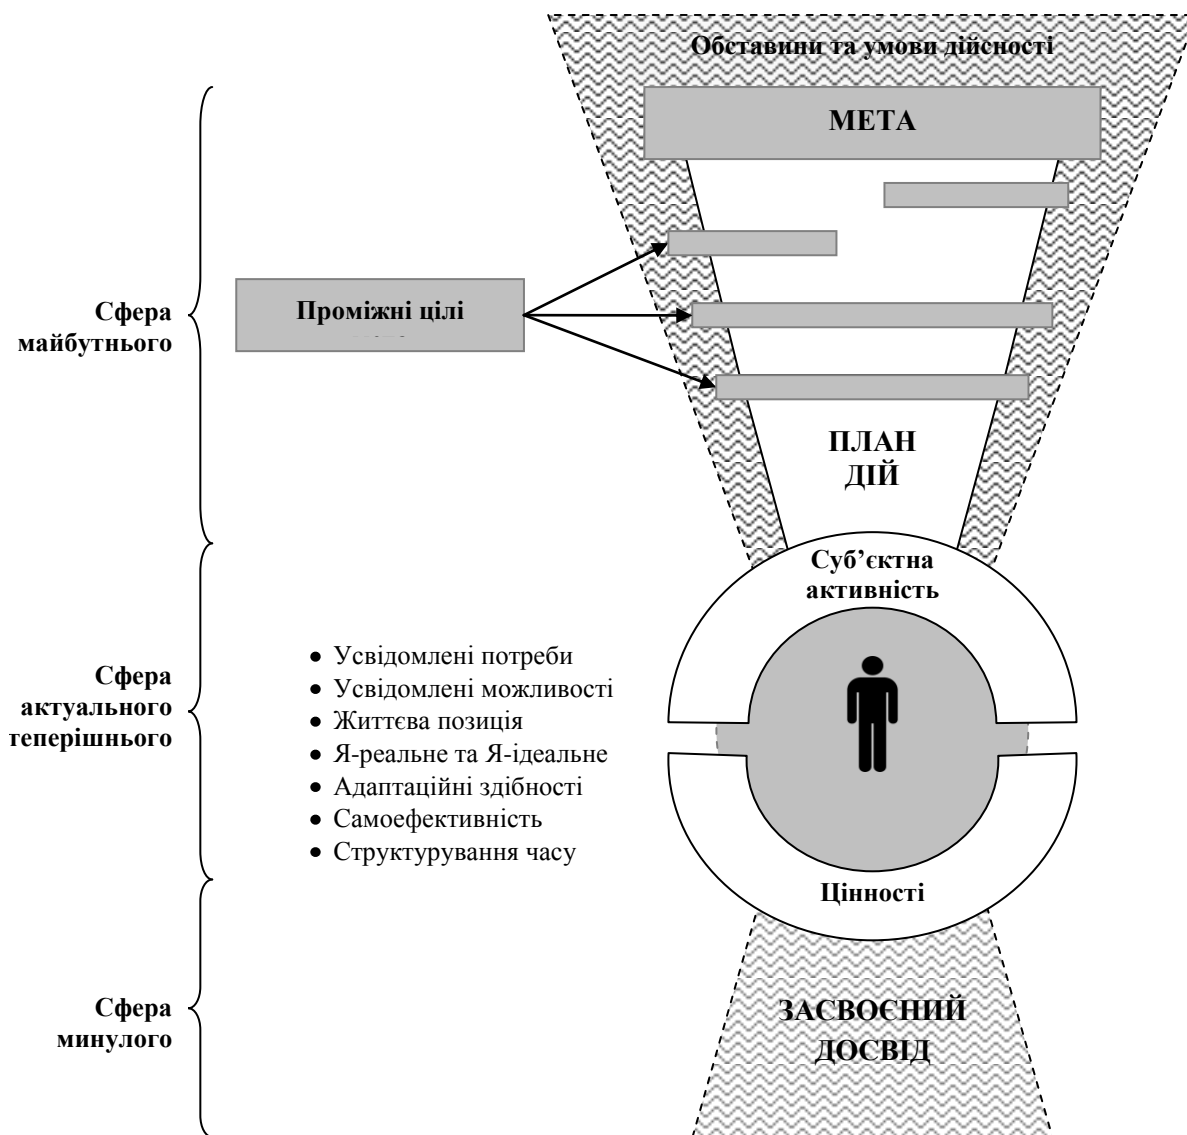 Обставини та умови дійсності
МЕТА
Проміжні цілі
Сфера
майбутнього
ПЛАН
ДІЙ
Суб’єктна
активність
Сфера
актуального
теперішнього
• Усвідомлені потреби
• Усвідомлені можливості
• Життєва позиція
• Я-реальне та Я-ідеальне
• Адаптаційні здібності
• Самоефективність
• Структурування часу
Цінності
Сфера
минулого
ЗАСВОЄНИЙ
ДОСВІД